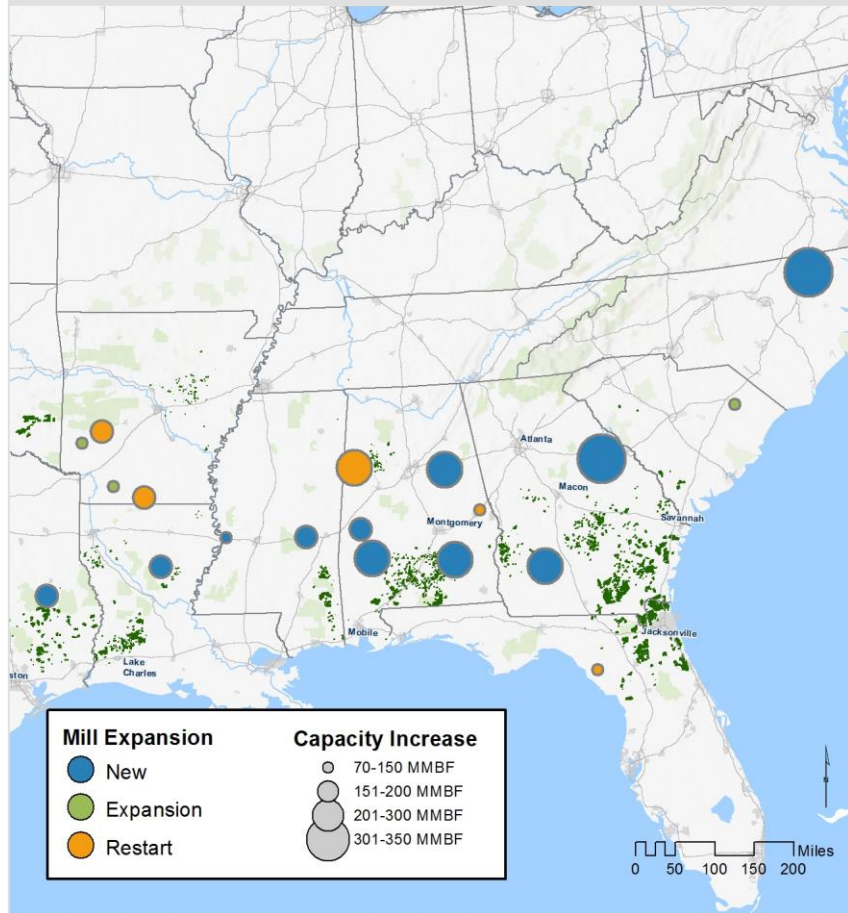 Atlanta
Macon
Montgomery
Savannah
Mobile
Jacksonville
Lake
Charles
ston
Mill Expansion
New
Expansion
Restart
Capacity Increase
70-150 MMBF
151-200 MMBF
201-300 MMBF
301-350 MMBF
N
Miles
0 50 100 150 200